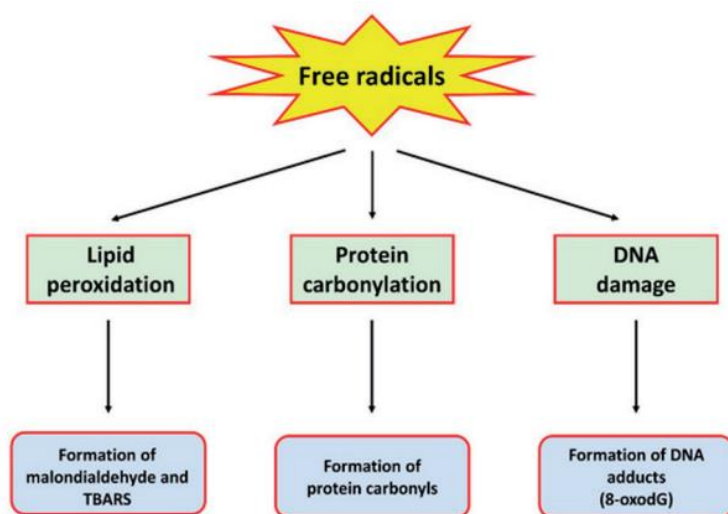 Free radicals
Lipid
peroxidation
Protein
carbonylation
DNA
damage
Formation of
malondialdehyde and
TBARS
Formation of
protein carbonyls
Formation of DNA
adducts
(8-oxodG)